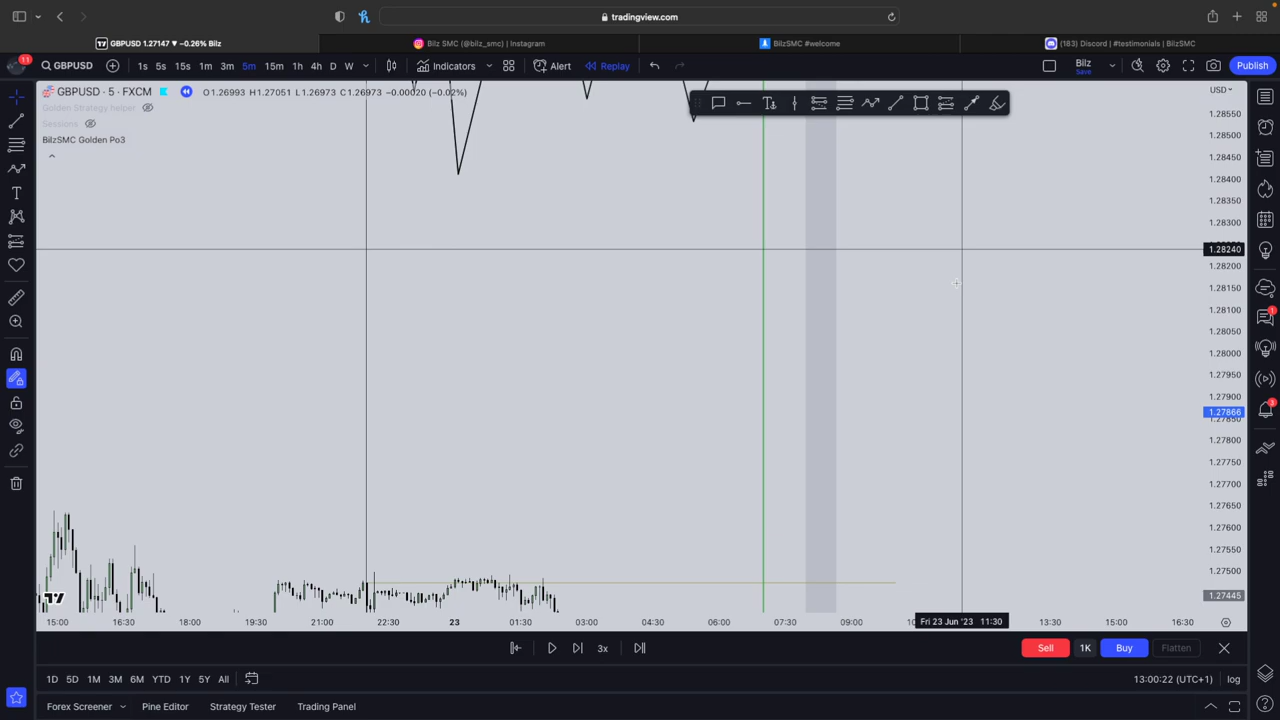 tradingview.com
GBPUSD 1.27147 ▼ −0.26% Bilz
Bilz SMC (@bilz_smc) | Instagram
BilzSMC #welcome
(183) Discord | #testimonials | BilzSMC
11
GBPUSD 1s 5s 15s 1m 3m 5m 15m 1h 4h D W Indicators Alert Replay Bilz Save Publish
GBPUSD · 5 · FXCM O1.26993 H1.27051 L1.26973 C1.26973 −0.00020 (−0.02%) USD
Golden Strategy helper
Sessions
BilzSMC Golden Po3
1.28550
1.28500
1.28450
1.28400
1.28350
1.28300
1.28240
1.28200
1.28150
1.28100
1.28050
1.28000
1.27950
1.27900
1.27866
1.27800
1.27750
1.27700
1.27650
1.27600
1.27550
1.27500
1.27445
1
3
15:00 16:30 18:00 19:30 21:00 22:30 23 01:30 03:00 04:30 06:00 07:30 09:00 Fri 23 Jun '23 11:30 13:30 15:00 16:30
3x Sell 1K Buy Flatten
1D 5D 1M 3M 6M YTD 1Y 5Y All 13:00:22 (UTC+1) log
Forex Screener Pine Editor Strategy Tester Trading Panel